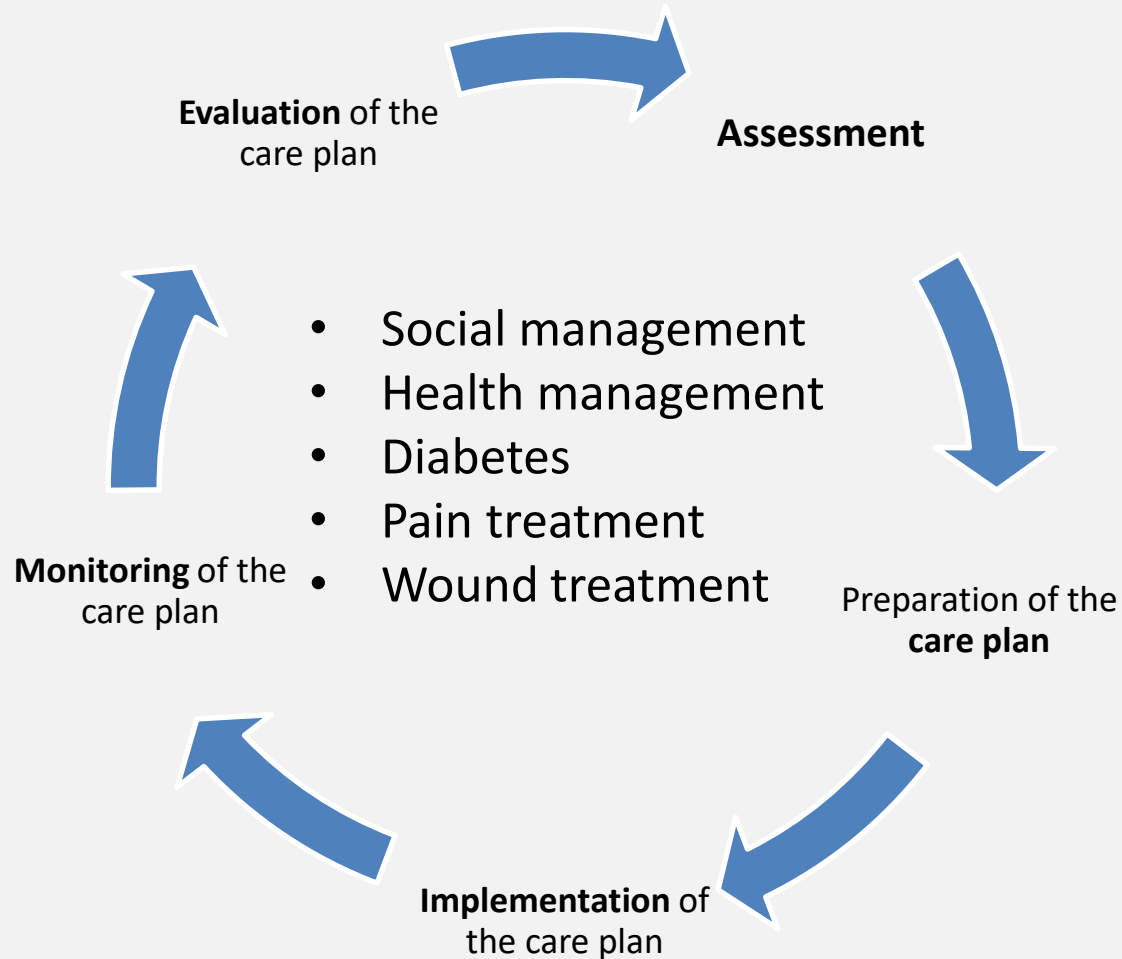 Evaluation of the
care plan
Assessment
• Social management
• Health management
• Diabetes
• Pain treatment
• Wound treatment
Monitoring of the
care plan
Preparation of the
care plan
Implementation of
the care plan